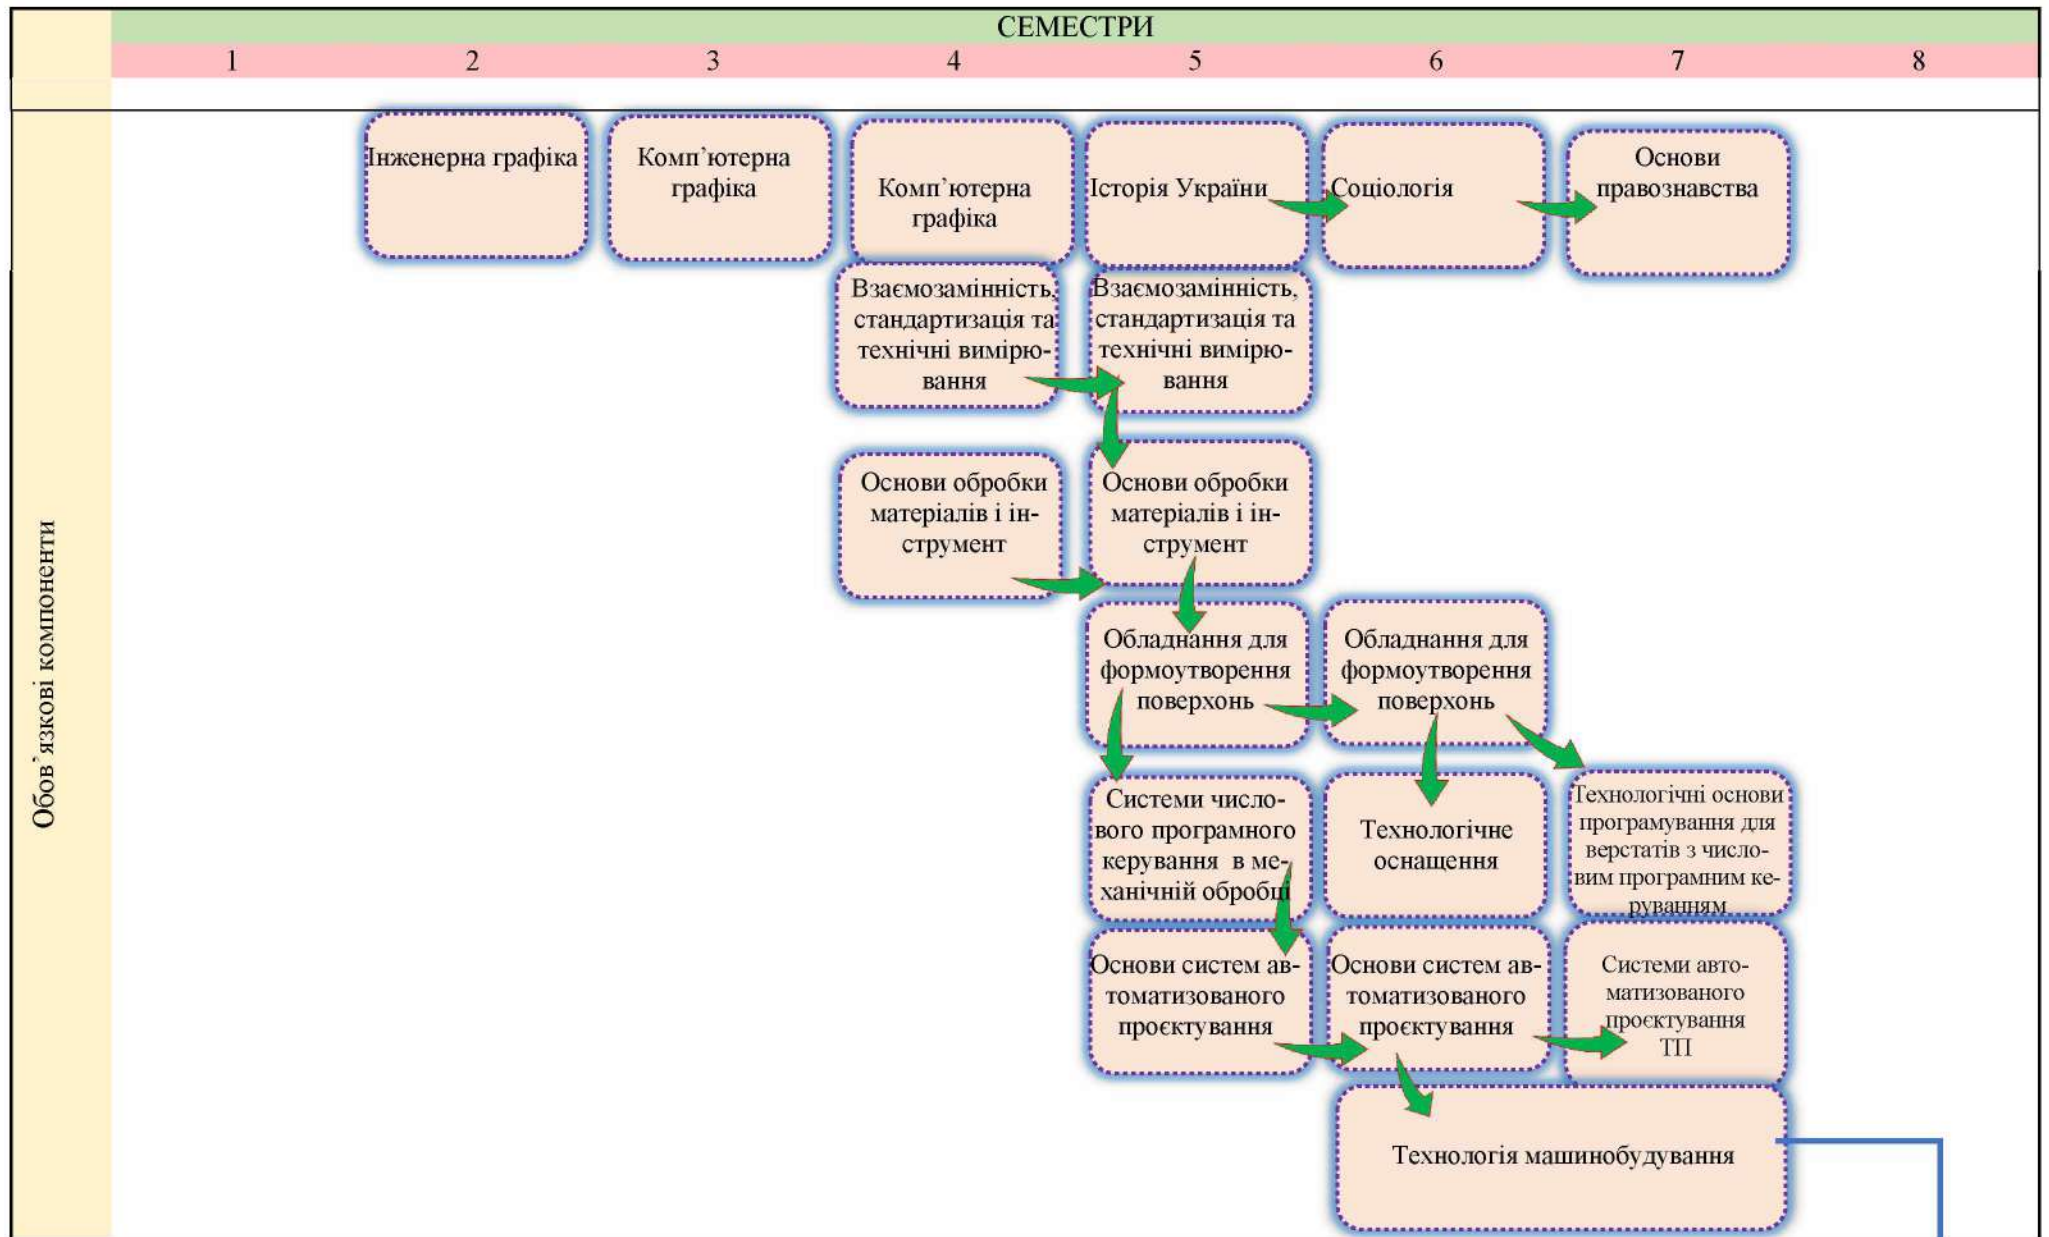 СЕМЕСТРИ
1 2 3 4 5 6 7 8
Обов’язкові компоненти
Інженерна графіка
Комп’ютерна
графіка
Комп’ютерна
графіка
Історія України
Соціологія
Основи
правознавства
Взаємозамінність,
стандартизація та
технічні вимірю-
вання
Взаємозамінність,
стандартизація та
технічні вимірю-
вання
Основи обробки
матеріалів і ін-
струмент
Основи обробки
матеріалів і ін-
струмент
Обладнання для
формоутворення
поверхонь
Обладнання для
формоутворення
поверхонь
Системи число-
вого програмного
керування в ме-
ханічній обробці
Технологічне
оснащення
Технологічні основи
програмування для
верстатів з число-
вим програмним ке-
руванням
Основи систем ав-
томатизованого
проєктування
Основи систем ав-
томатизованого
проєктування
Системи авто-
матизованого
проєктування
ТП
Технологія машинобудування